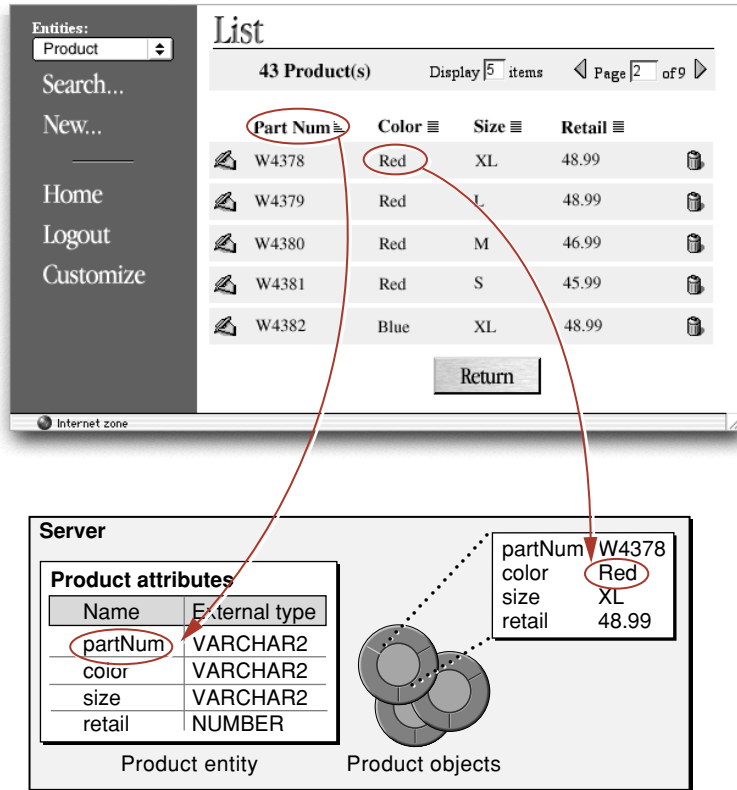 Entities:
Product
Search...
New...
Home
Logout
Customize
List
43 Product(s) Display 5 items Page 2 of 9
Part Num Color Size Retail
W4378 Red XL 48.99
W4379 Red L 48.99
W4380 Red M 46.99
W4381 Red S 45.99
W4382 Blue XL 48.99
Return
Internet zone
Server
Product attributes
Name External type
partNum VARCHAR2
color VARCHAR2
size VARCHAR2
retail NUMBER
Product entity
partNum W4378
color Red
size XL
retail 48.99
Product objects